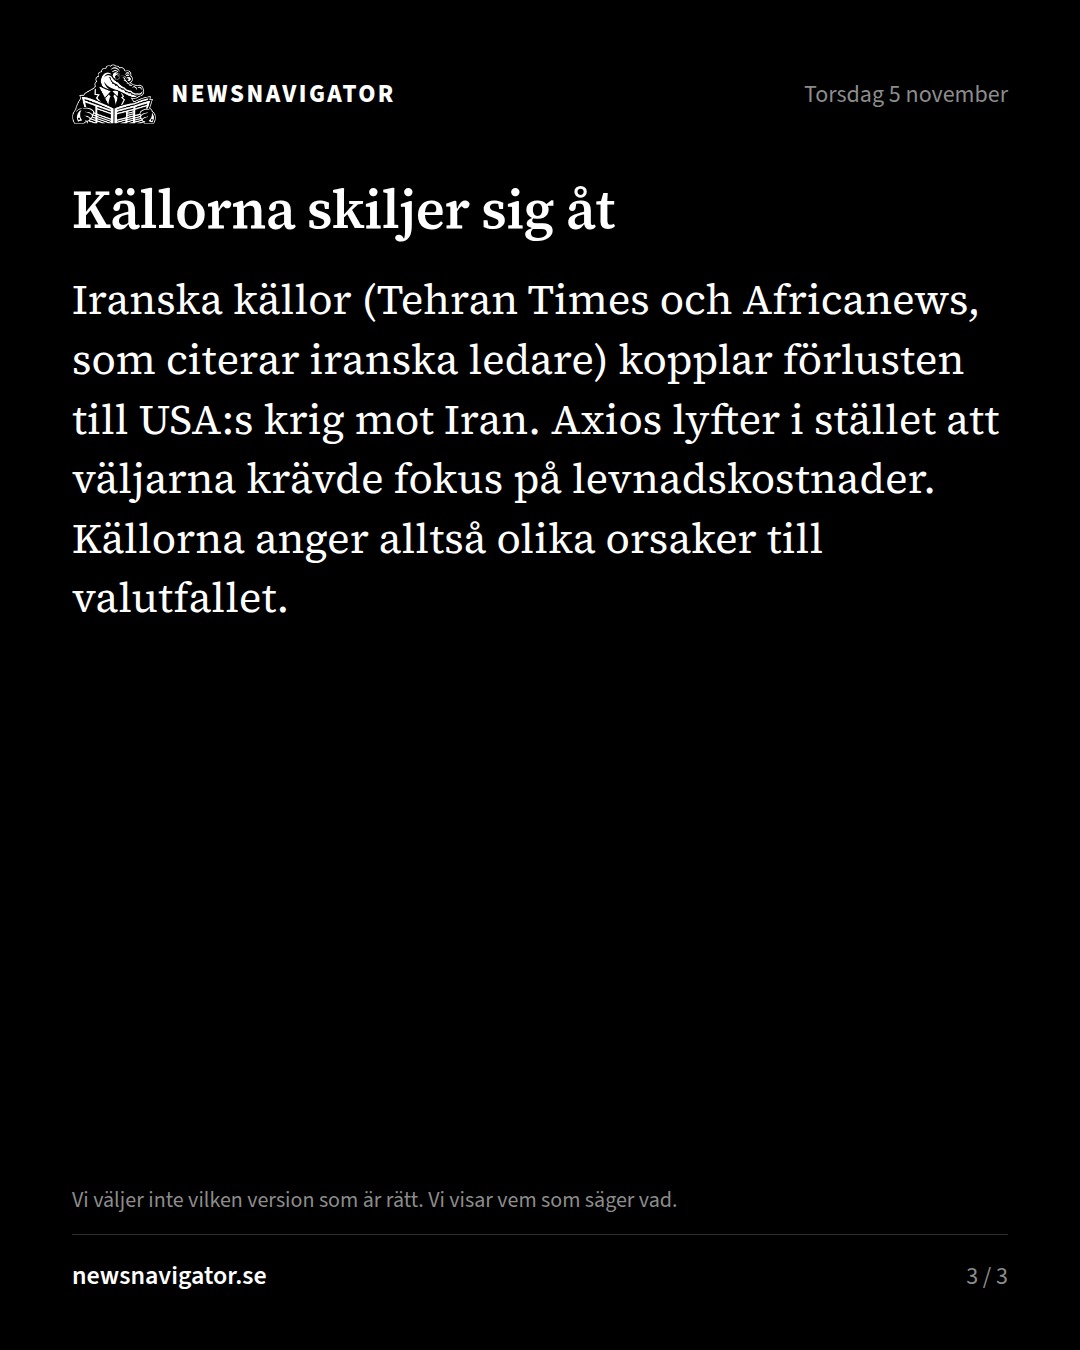 NEWSNAVIGATOR
Torsdag 5 november
Källorna skiljer sig åt
Iranska källor (Tehran Times och Africanews,
som citerar iranska ledare) kopplar förlusten
till USA:s krig mot Iran. Axios lyfter i stället att
väljarna krävde fokus på levnadskostnader.
Källorna anger alltså olika orsaker till
valutfallet.
Vi väljer inte vilken version som är rätt. Vi visar vem som säger vad.
newsnavigator.se
3 / 3